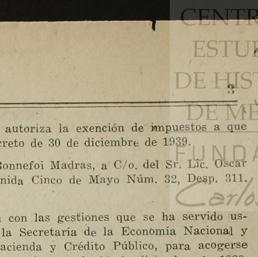 CENTRO
ESTU
DE HIST
DE MÉ
FUNDA
Carlos
3
autoriza la exención de impuestos a que
creto de 30 de diciembre de 1939.
Bonnefoi Madras, a C/o. del Sr. Lic. Oscar
nida Cinco de Mayo Núm. 32, Desp. 311.
con las gestiones que se ha servido us-
la Secretaría de la Economía Nacional y
acienda y Crédito Público, para acogerse